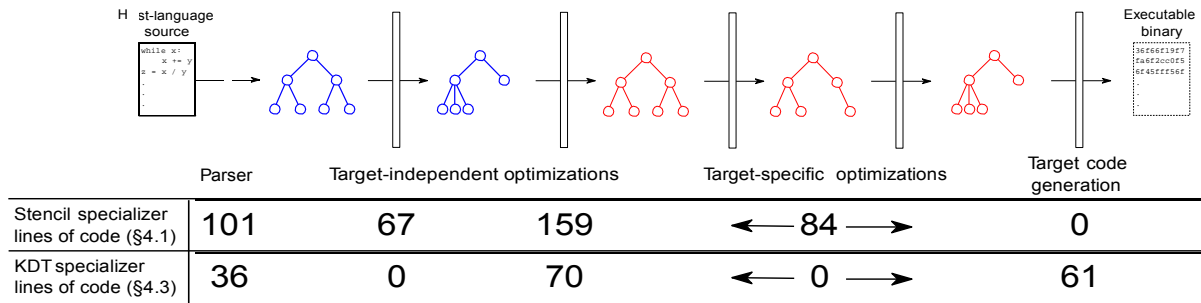 H st-language
source
while x:
x += y
z = x / y
.
.
.
Executable
binary
36f66f19f7
fa6f2cc0f5
6f45fff56f
.
.
.
Parser
Target-independent optimizations
Target-specific optimizations
Target code
generation
Stencil specializer
lines of code (§4.1)
101
67
159
84
0
KDT specializer
lines of code (§4.3)
36
0
70
0
61